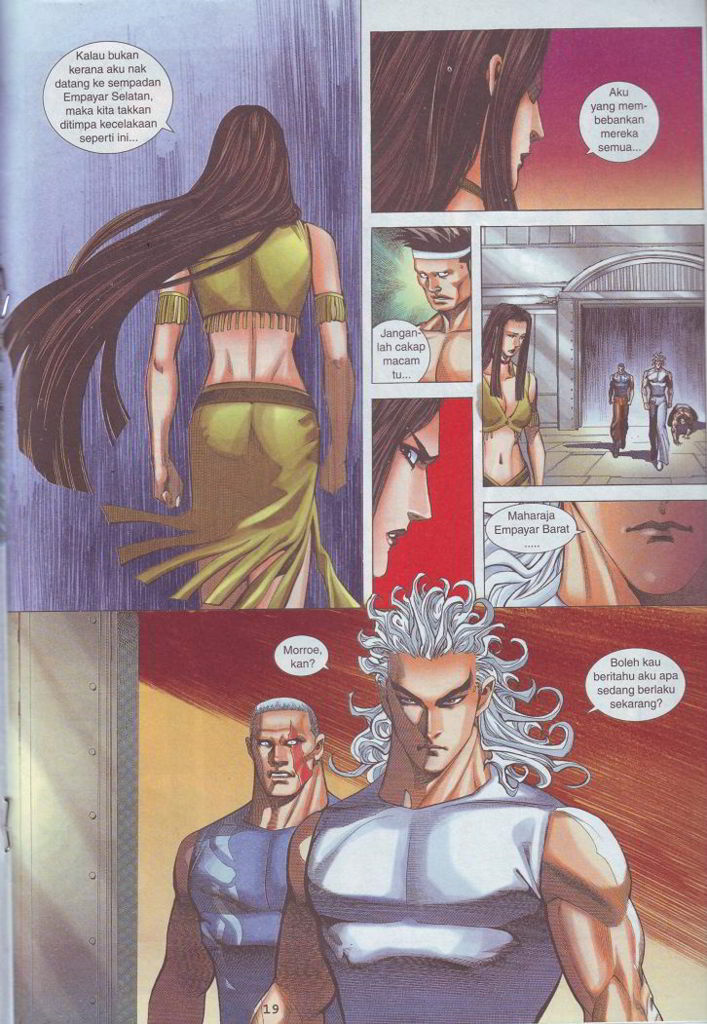 Kalau bukan
kerana aku nak
datang ke sempadan
Empayar Selatan,
maka kita takkan
ditimpa kecelakaan
seperti ini...
Aku
yang mem-
bebankan
mereka
semua...
Jangan-
lah cakap
macam
tu...
Maharaja
Empayar Barat
.....
Morroe,
kan?
Boleh kau
beritahu aku apa
sedang berlaku
sekarang?
19